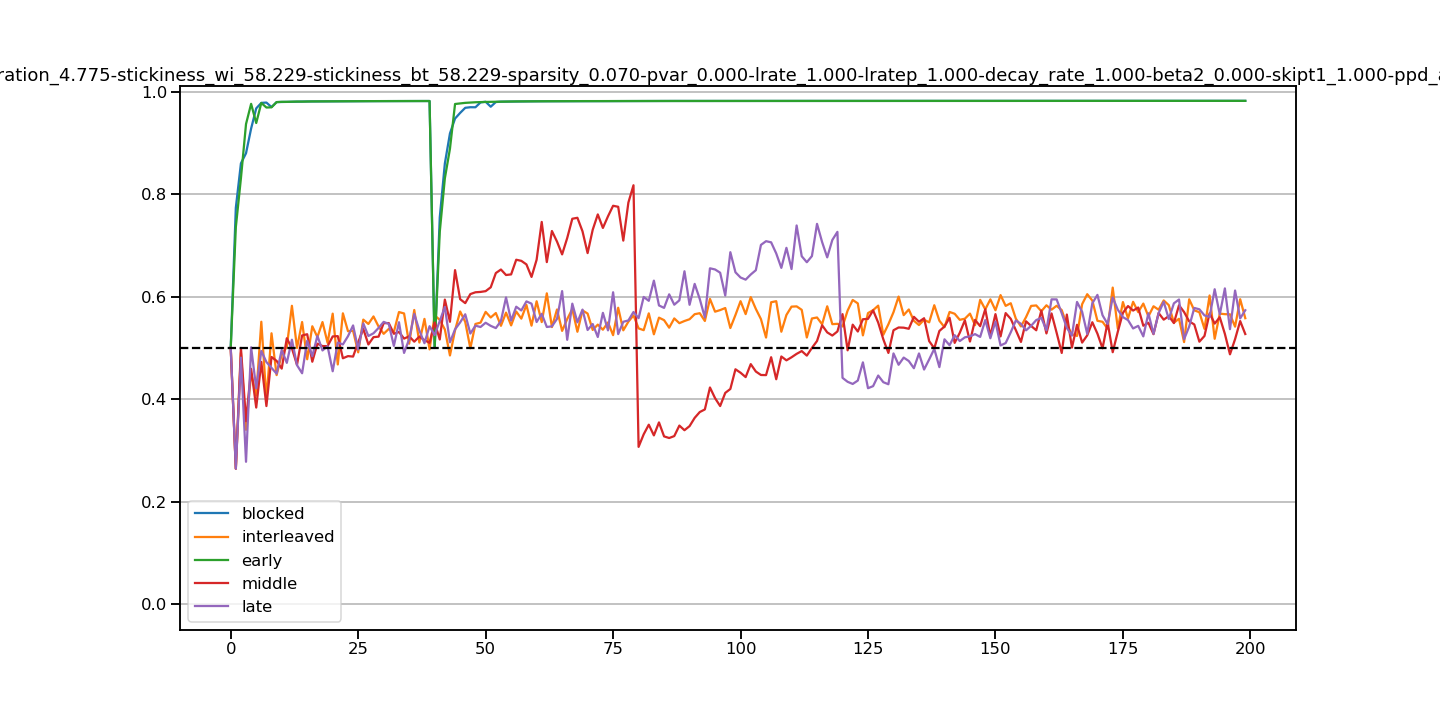 ration_4.775-stickiness_wi_58.229-stickiness_bt_58.229-sparsity_0.070-pvar_0.000-lrate_1.000-lratep_1.000-decay_rate_1.000-beta2_0.000-skipt1_1.000-ppd_a
1.0
0.8
0.6
0.4
0.2
0.0
blocked
interleaved
early
middle
late
0 25 50 75 100 125 150 175 200